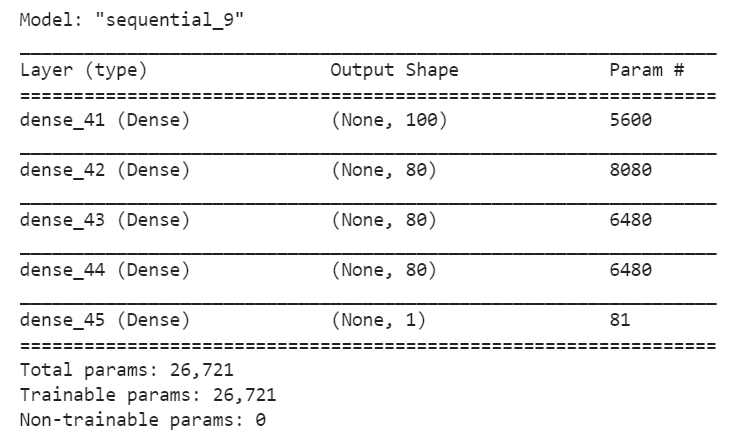 Model: "sequential_9"
_________________________________________________________________
Layer (type)                 Output Shape              Param #
=================================================================
dense_41 (Dense)             (None, 100)               5600
_________________________________________________________________
dense_42 (Dense)             (None, 80)                8080
_________________________________________________________________
dense_43 (Dense)             (None, 80)                6480
_________________________________________________________________
dense_44 (Dense)             (None, 80)                6480
_________________________________________________________________
dense_45 (Dense)             (None, 1)                 81
=================================================================
Total params: 26,721
Trainable params: 26,721
Non-trainable params: 0